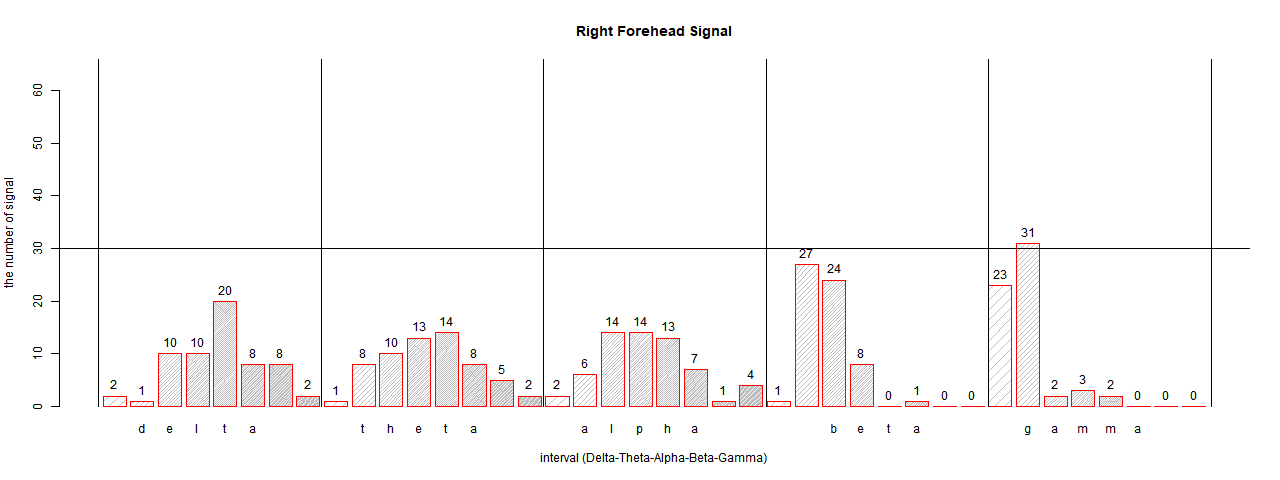 Right Forehead Signal
the number of signal
60
50
40
30
20
10
0
2 1 10 10 20 8 8 2 1 8 10 13 14 8 5 2 2 6 14 14 13 7 1 4 1 27 24 8 0 1 0 0 23 31 2 3 2 0 0 0
d e l t a t h e t a a l p h a b e t a g a m m a
interval (Delta-Theta-Alpha-Beta-Gamma)